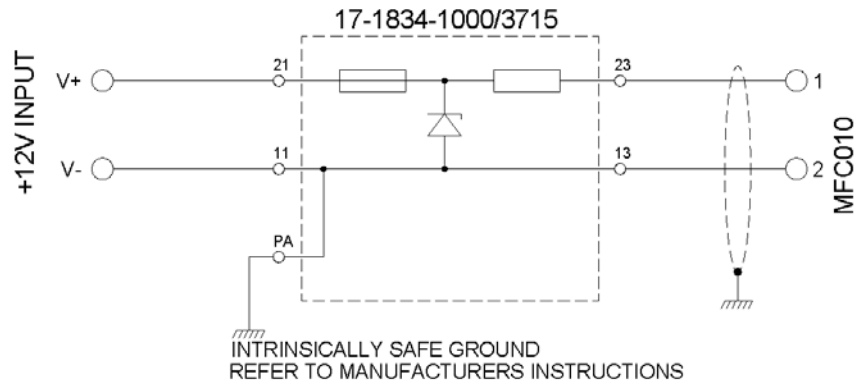 17-1834-1000/3715
+12V INPUT
V+
21
23
1
V-
11
13
2
MFC010
PA
INTRINSICALLY SAFE GROUND
REFER TO MANUFACTURERS INSTRUCTIONS